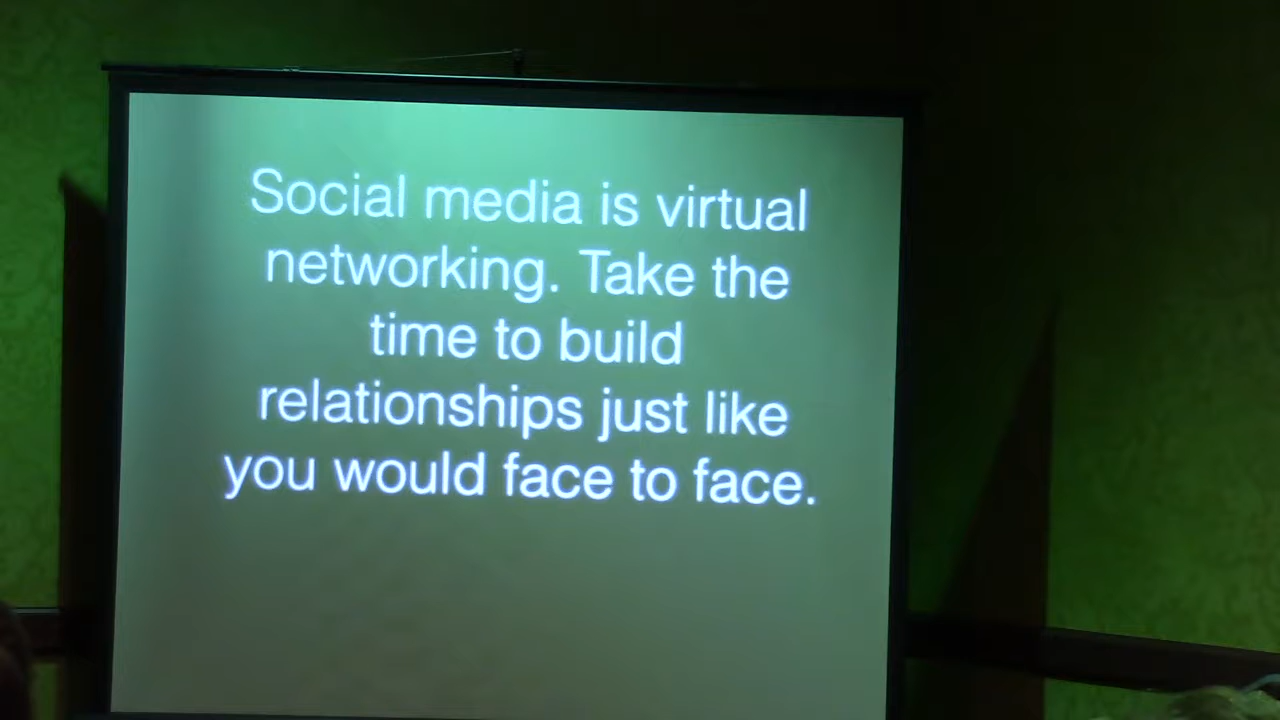 Social media is virtual
networking. Take the
time to build
relationships just like
you would face to face.